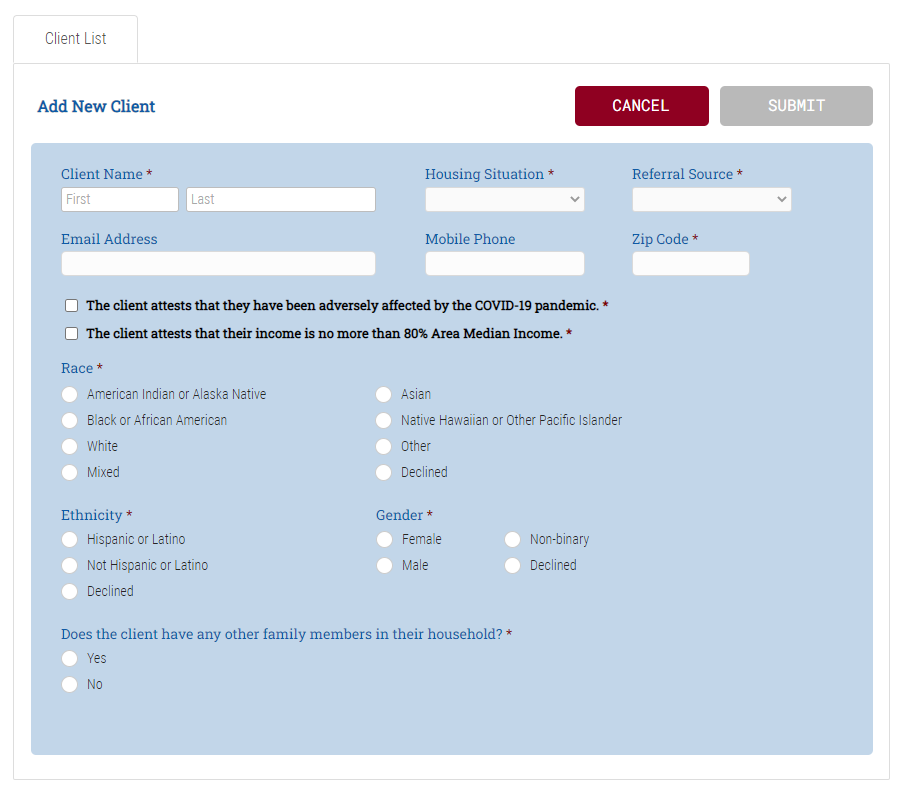 Client List
Add New Client
CANCEL
SUBMIT
Client Name *
Housing Situation *
Referral Source *
First
Last
Email Address
Mobile Phone
Zip Code *
The client attests that they have been adversely affected by the COVID-19 pandemic. *
The client attests that their income is no more than 80% Area Median Income. *
Race *
American Indian or Alaska Native
Asian
Black or African American
Native Hawaiian or Other Pacific Islander
White
Other
Mixed
Declined
Ethnicity *
Hispanic or Latino
Not Hispanic or Latino
Declined
Gender *
Female
Non-binary
Male
Declined
Does the client have any other family members in their household? *
Yes
No